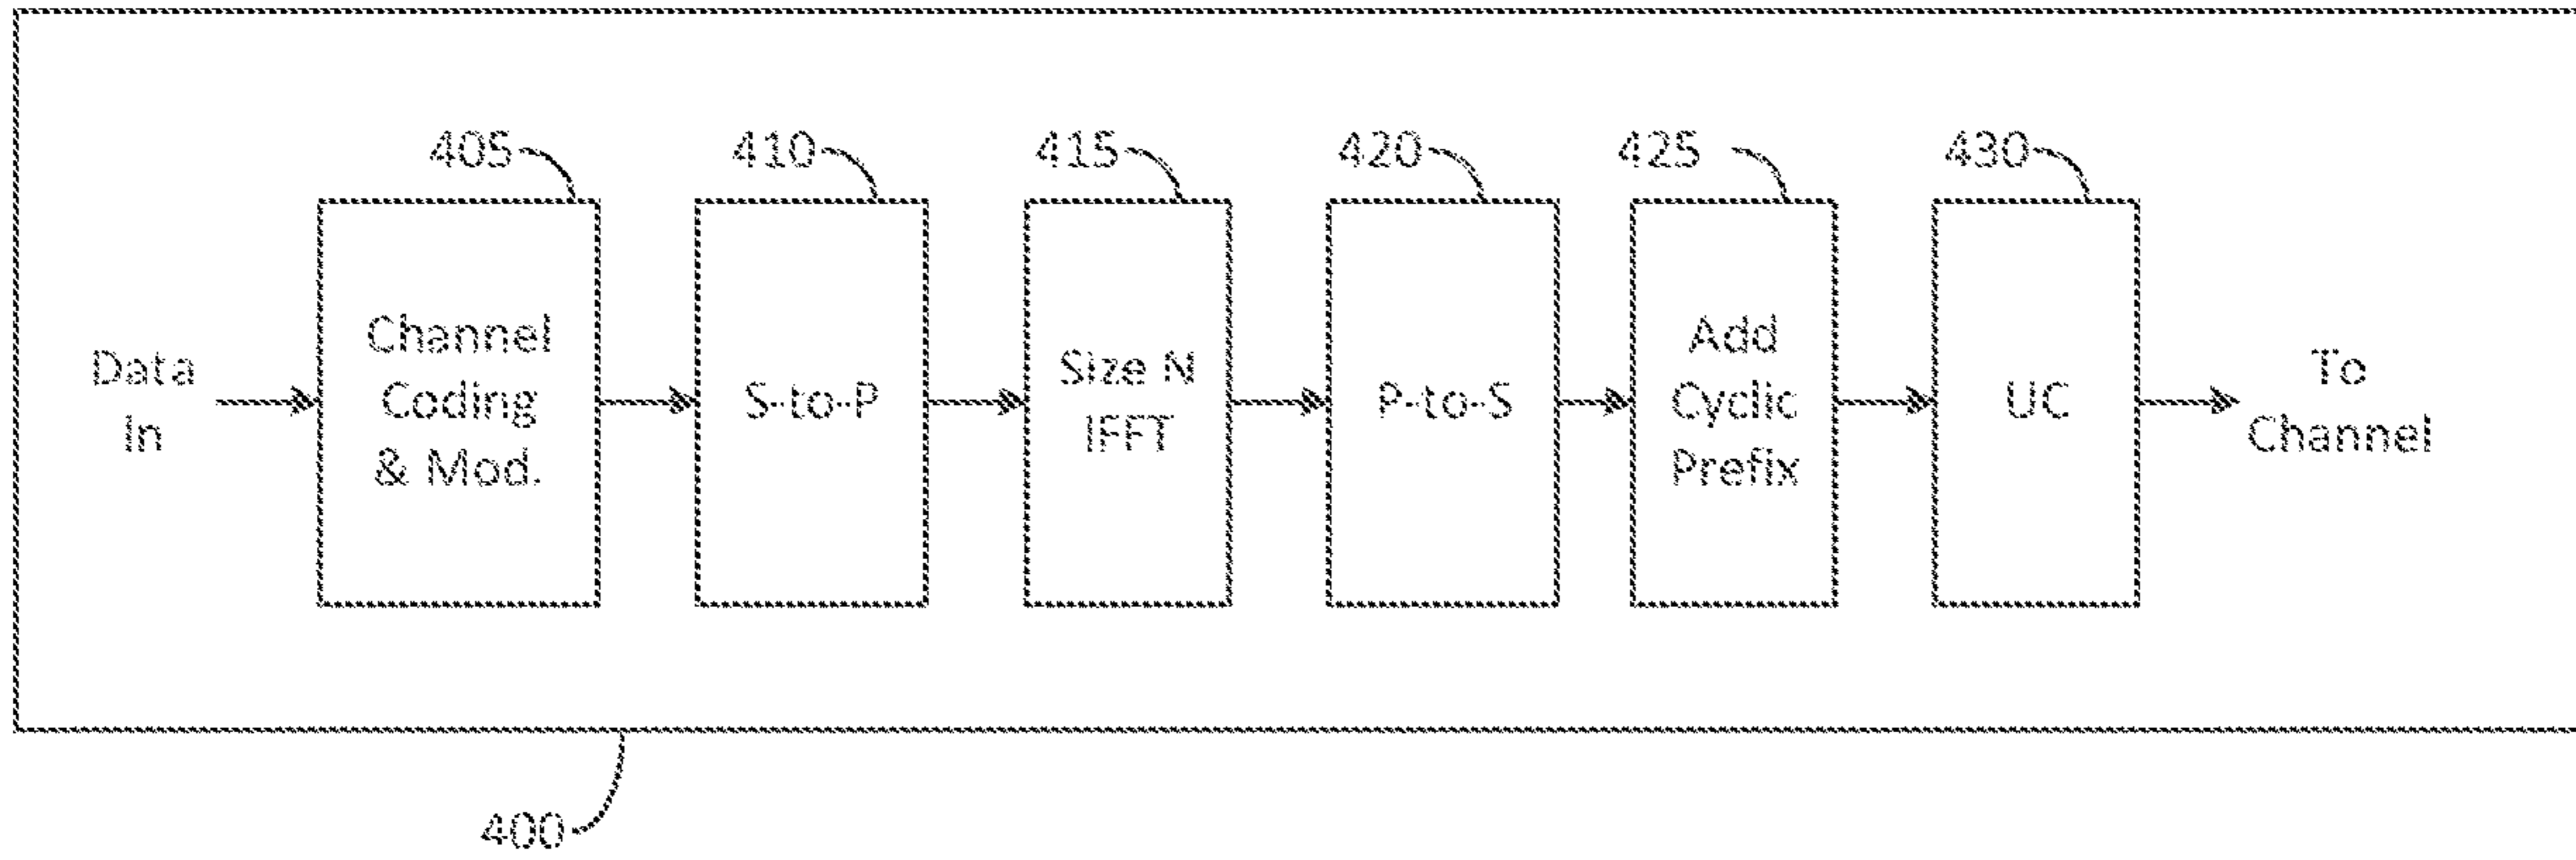 405
410
415
420
425
430
Data
In
Channel
Coding
& Mod.
S-to-P
Size N
IFFT
P-to-S
Add
Cyclic
Prefix
UC
To
Channel
400